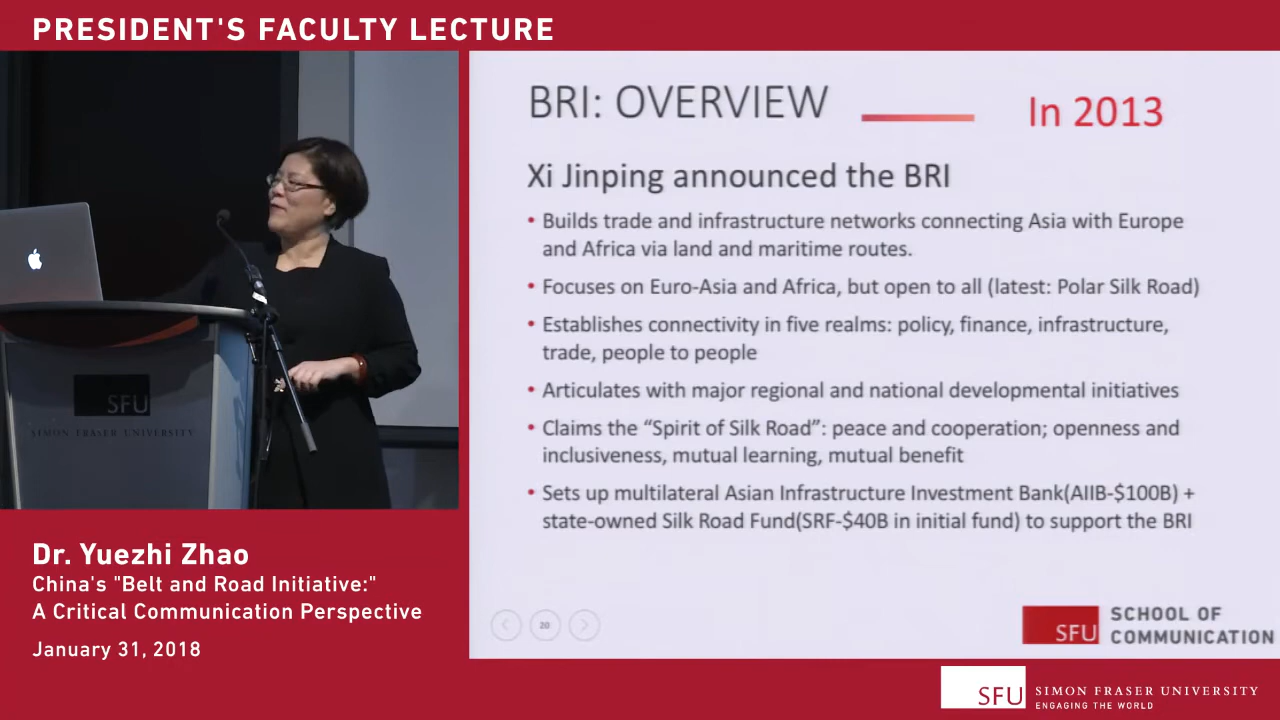 PRESIDENT'S FACULTY LECTURE
SFU
SIMON FRASER UNIVERSITY
Dr. Yuezhi Zhao
China's "Belt and Road Initiative:"
A Critical Communication Perspective
January 31, 2018
BRI: OVERVIEW
In 2013
Xi Jinping announced the BRI
• Builds trade and infrastructure networks connecting Asia with Europe
and Africa via land and maritime routes.
• Focuses on Euro-Asia and Africa, but open to all (latest: Polar Silk Road)
• Establishes connectivity in five realms: policy, finance, infrastructure,
trade, people to people
• Articulates with major regional and national developmental initiatives
• Claims the “Spirit of Silk Road”: peace and cooperation; openness and
inclusiveness, mutual learning, mutual benefit
• Sets up multilateral Asian Infrastructure Investment Bank(AIIB-$100B) +
state-owned Silk Road Fund(SRF-$40B in initial fund) to support the BRI
20
SFU
SCHOOL OF
COMMUNICATION
SFU
SIMON FRASER UNIVERSITY
ENGAGING THE WORLD